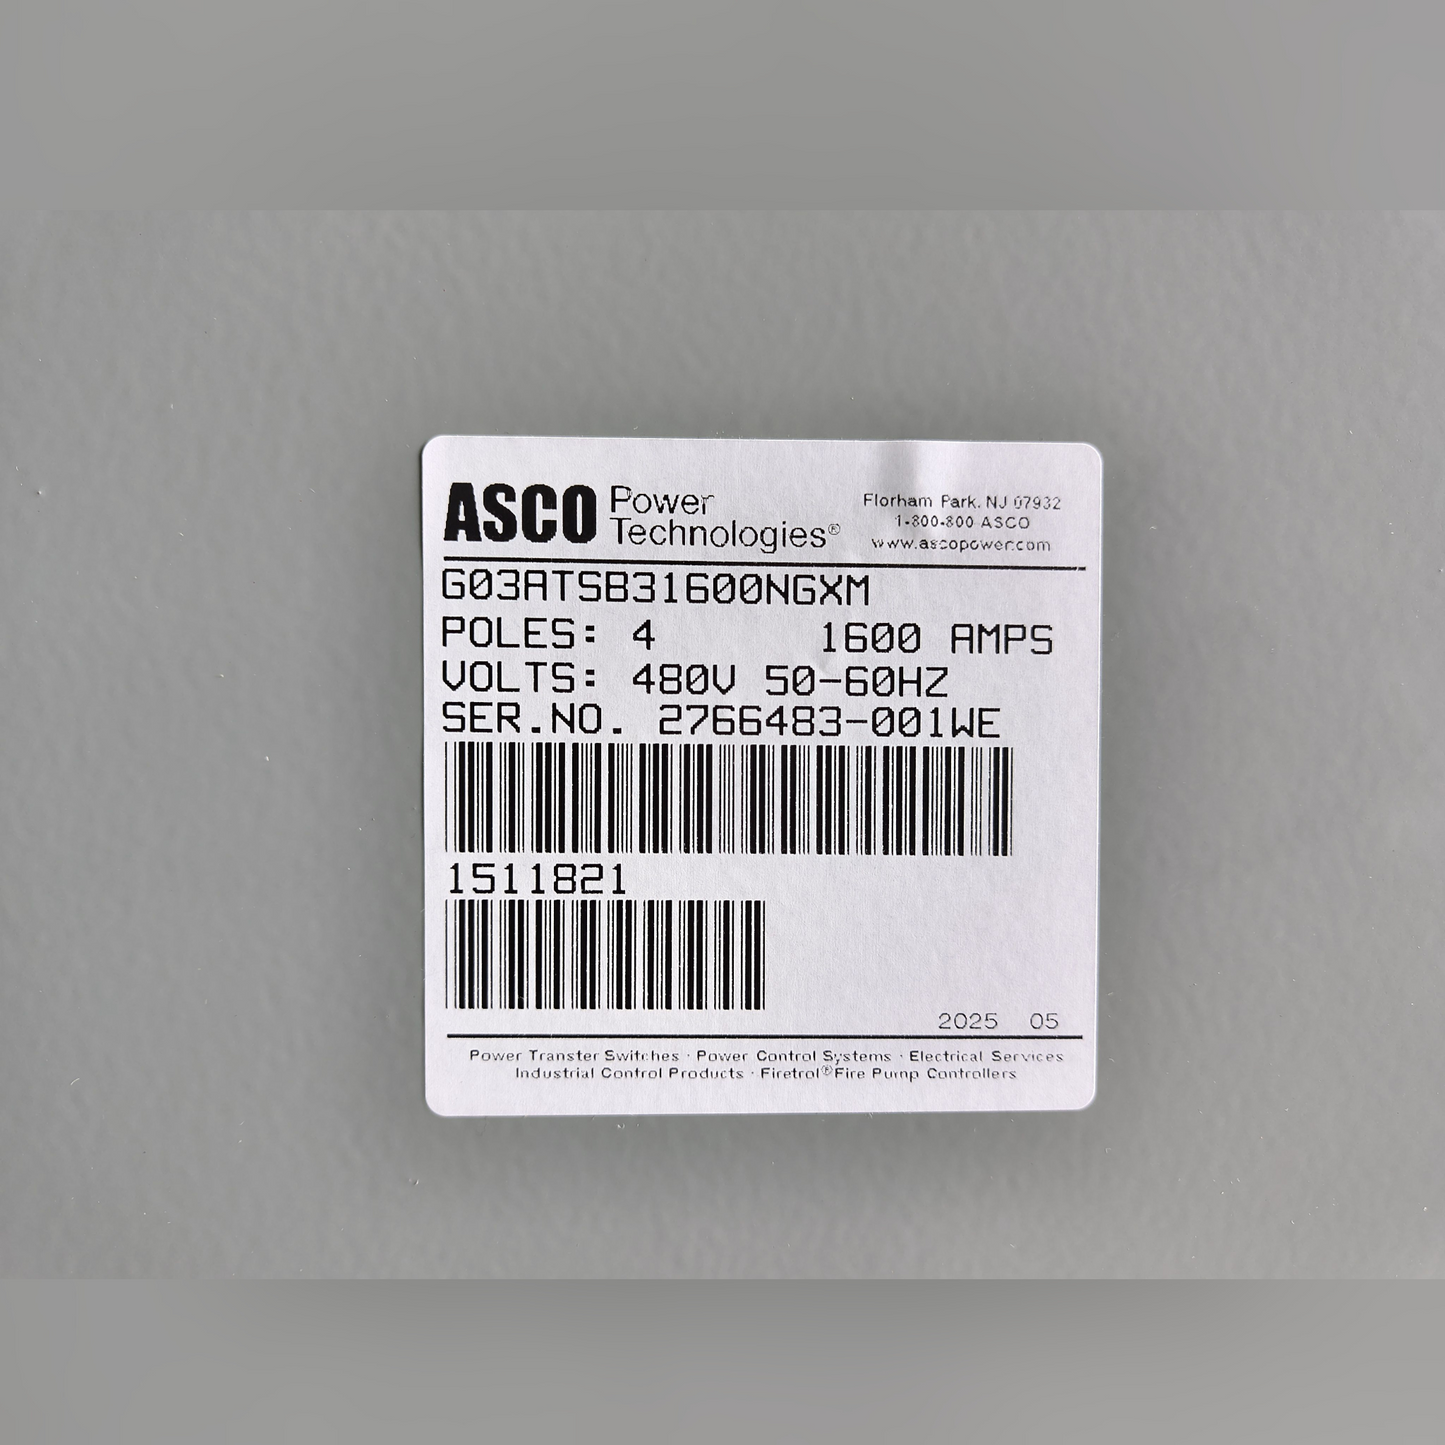 ASCO Power Technologies®
Florham Park, NJ 07932
1-800-800 ASCO
www.ascopower.com
G03ATSB31600NGXM
POLES: 4 1600 AMPS
VOLTS: 480V 50-60HZ
SER.NO. 2766483-001WE
1511821
2025 05
Power Transfer Switches · Power Control Systems · Electrical Services
Industrial Control Products · Firetrol® Fire Pump Controllers